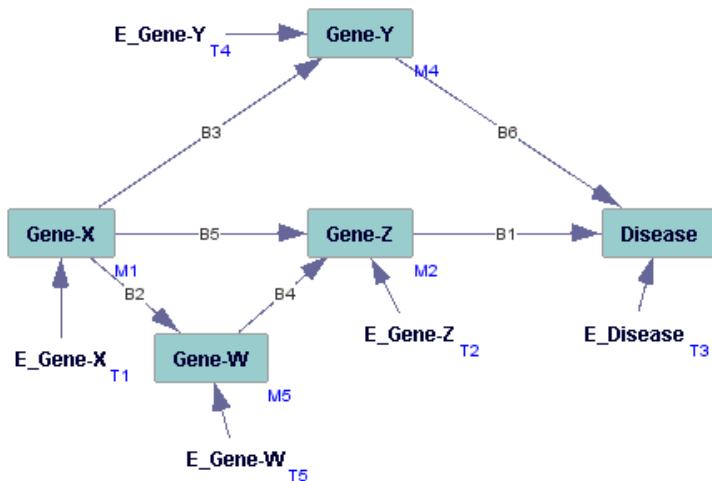 E_Gene-Y
T4
Gene-Y
M4
B3
B6
Gene-X
M1
B5
Gene-Z
M2
B1
Disease
B2
B4
E_Gene-X
T1
Gene-W
M5
E_Gene-Z
T2
E_Disease
T3
E_Gene-W
T5